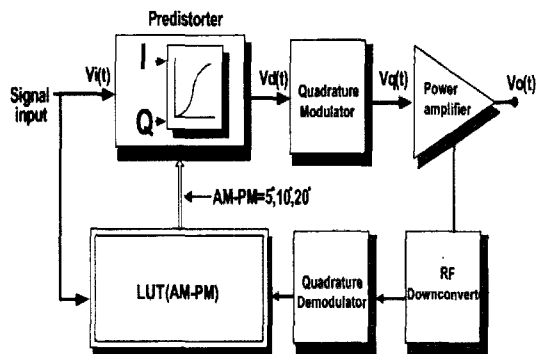 Predistorter
Vi(t)
I
Q
Signal
input
Vd(t)
Quadrature
Modulator
Vq(t)
Power
amplifier
Vo(t)
AM-PM=5°,10°,20°
LUT(AM-PM)
Quadrature
Demodulator
RF
Downconverter